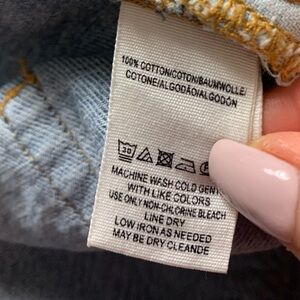 100% COTTON/COTON/BAUMWOLLE/
COTONE/ALGODÃO/ALGODÓN
30
MACHINE WASH COLD GENT
WITH LIKE COLORS
USE ONLY NON-CHLORINE BLEACH
LINE DRY
LOW IRON AS NEEDED
MAY BE DRY CLEANDE